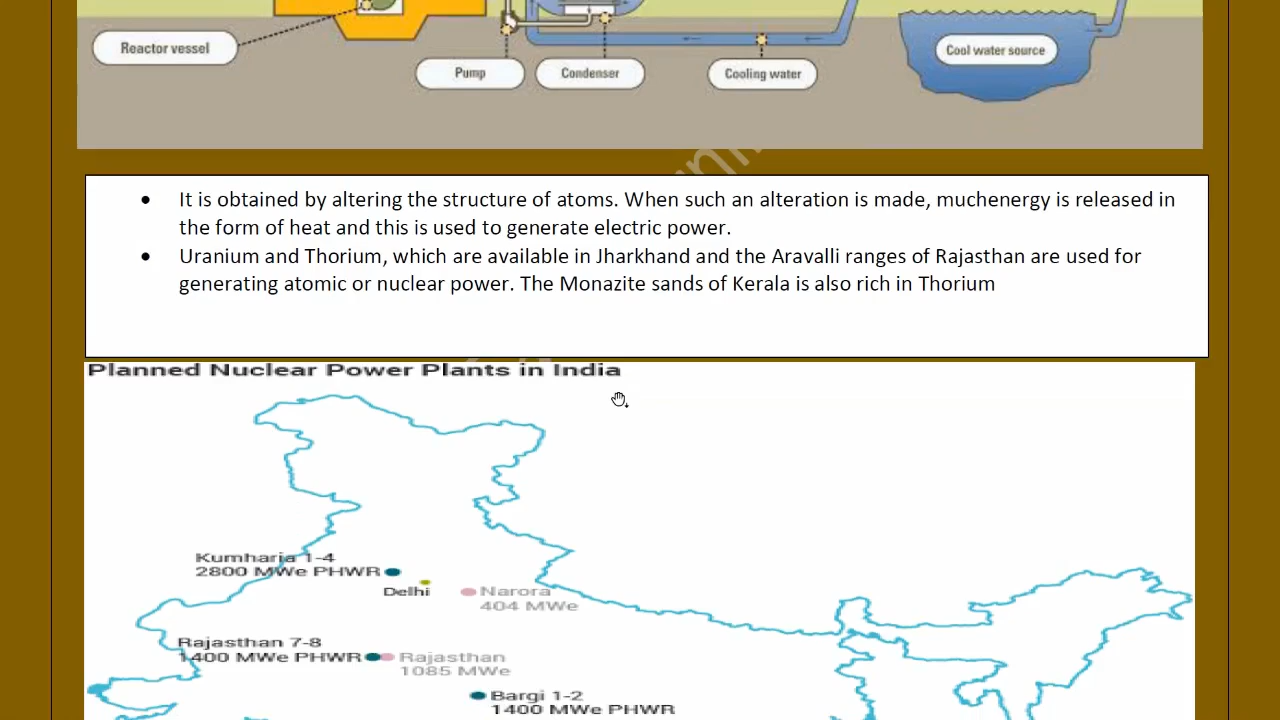 Reactor vessel
Pump
Condenser
Cooling water
Cool water source
• It is obtained by altering the structure of atoms. When such an alteration is made, muchenergy is released in
the form of heat and this is used to generate electric power.
• Uranium and Thorium, which are available in Jharkhand and the Aravalli ranges of Rajasthan are used for
generating atomic or nuclear power. The Monazite sands of Kerala is also rich in Thorium
Planned Nuclear Power Plants in India
Kumharia 1-4
2800 MWe PHWR
Delhi
Narora
404 MWe
Rajasthan 7-8
1400 MWe PHWR
Rajasthan
1085 MWe
Bargi 1-2
1400 MWe PHWR